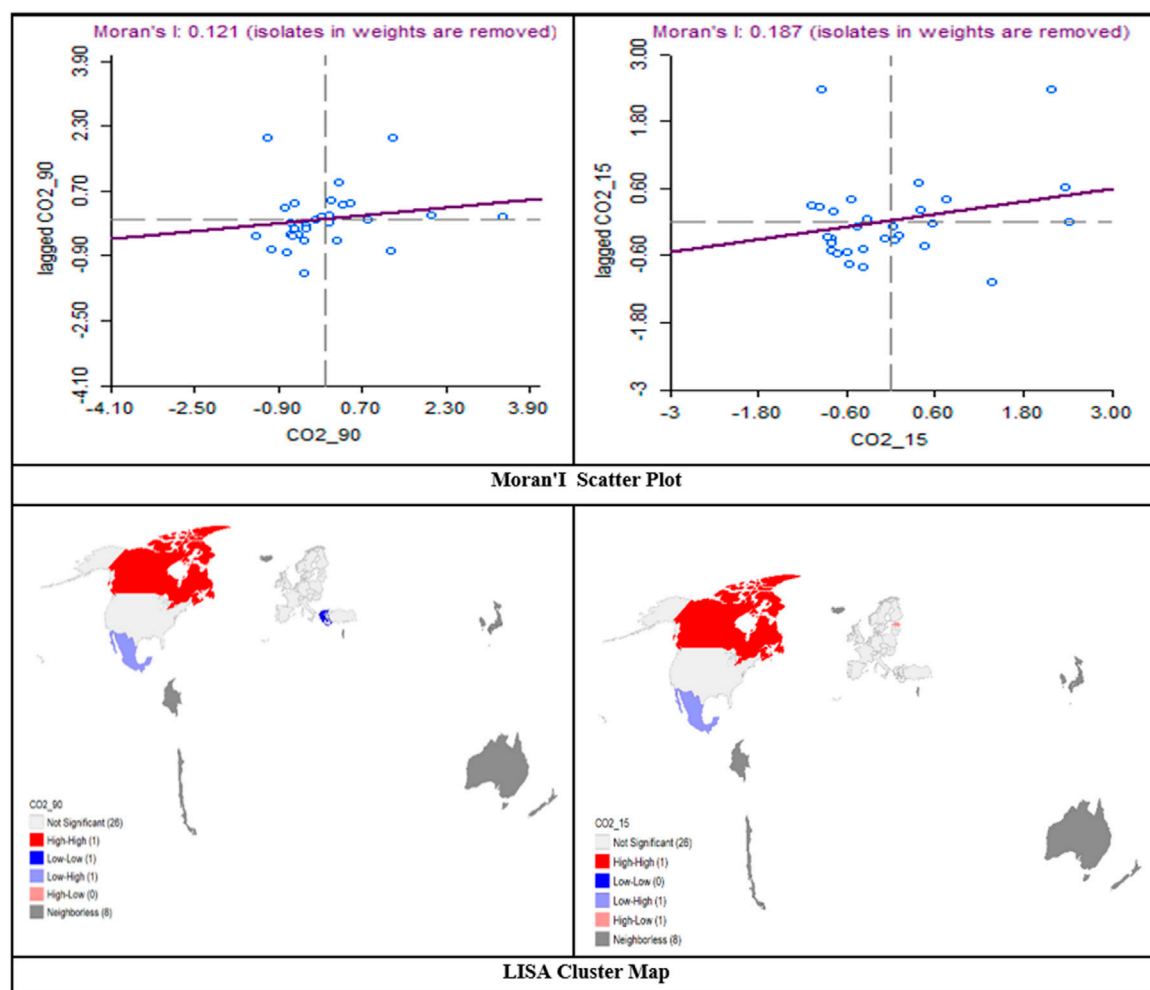 Moran's I: 0.121 (isolates in weights are removed)
3.90
2.30
0.70
-0.90
-2.50
-4.10
lagged CO2_90
-4.10 -2.50 -0.90 0.70 2.30 3.90
CO2_90
Moran's I: 0.187 (isolates in weights are removed)
3.00
1.80
0.60
-0.60
-1.80
-3
lagged CO2_15
-3 -1.80 -0.60 0.60 1.80 3.00
CO2_15
Moran'I Scatter Plot
CO2_90
Not Significant (26)
High-High (1)
Low-Low (1)
Low-High (1)
High-Low (0)
Neighborless (8)
CO2_15
Not Significant (26)
High-High (1)
Low-Low (0)
Low-High (1)
High-Low (1)
Neighborless (8)
LISA Cluster Map